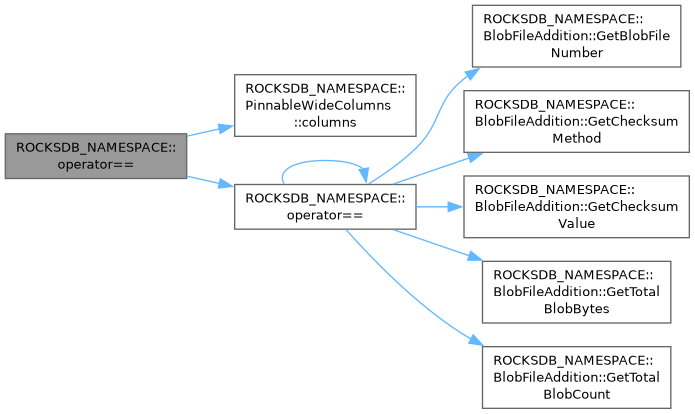 ROCKSDB_NAMESPACE::
operator==
ROCKSDB_NAMESPACE::
PinnableWideColumns
::columns
ROCKSDB_NAMESPACE::
operator==
ROCKSDB_NAMESPACE::
BlobFileAddition::GetBlobFile
Number
ROCKSDB_NAMESPACE::
BlobFileAddition::GetChecksum
Method
ROCKSDB_NAMESPACE::
BlobFileAddition::GetChecksum
Value
ROCKSDB_NAMESPACE::
BlobFileAddition::GetTotal
BlobBytes
ROCKSDB_NAMESPACE::
BlobFileAddition::GetTotal
BlobCount